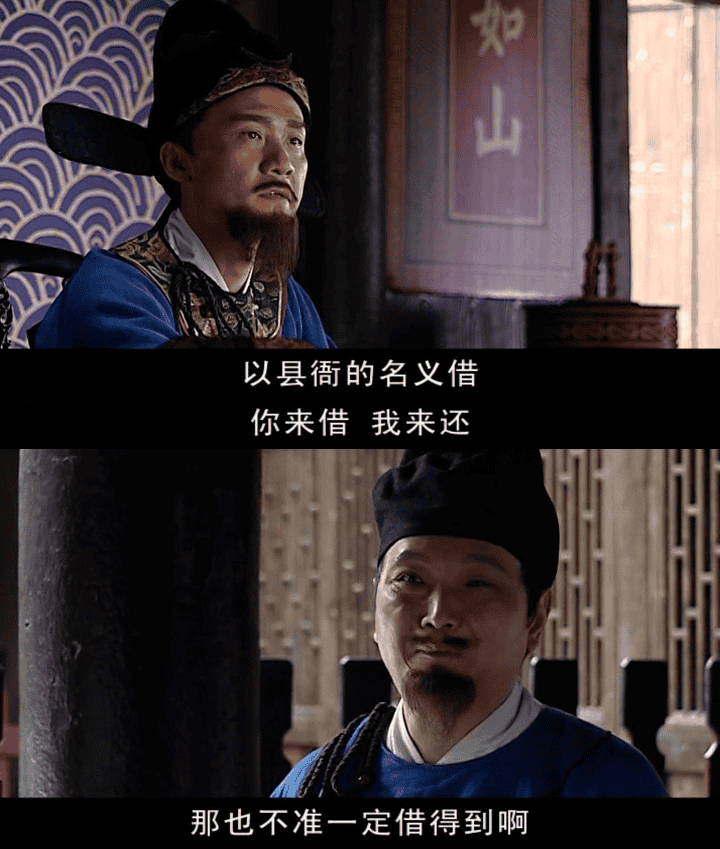 如
山
以县衙的名义借
你来借 我来还
那也不准一定借得到啊